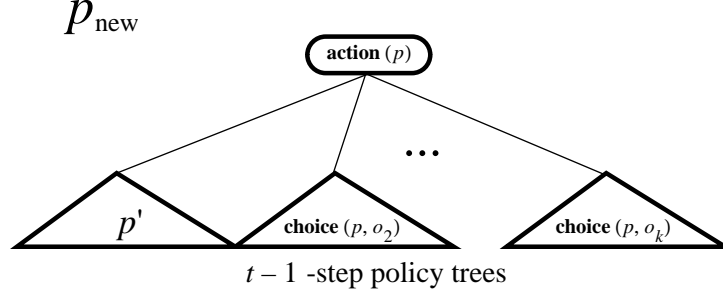 p_new
action (p)
...
p' choice (p, o_2) choice (p, o_k)
t – 1 -step policy trees